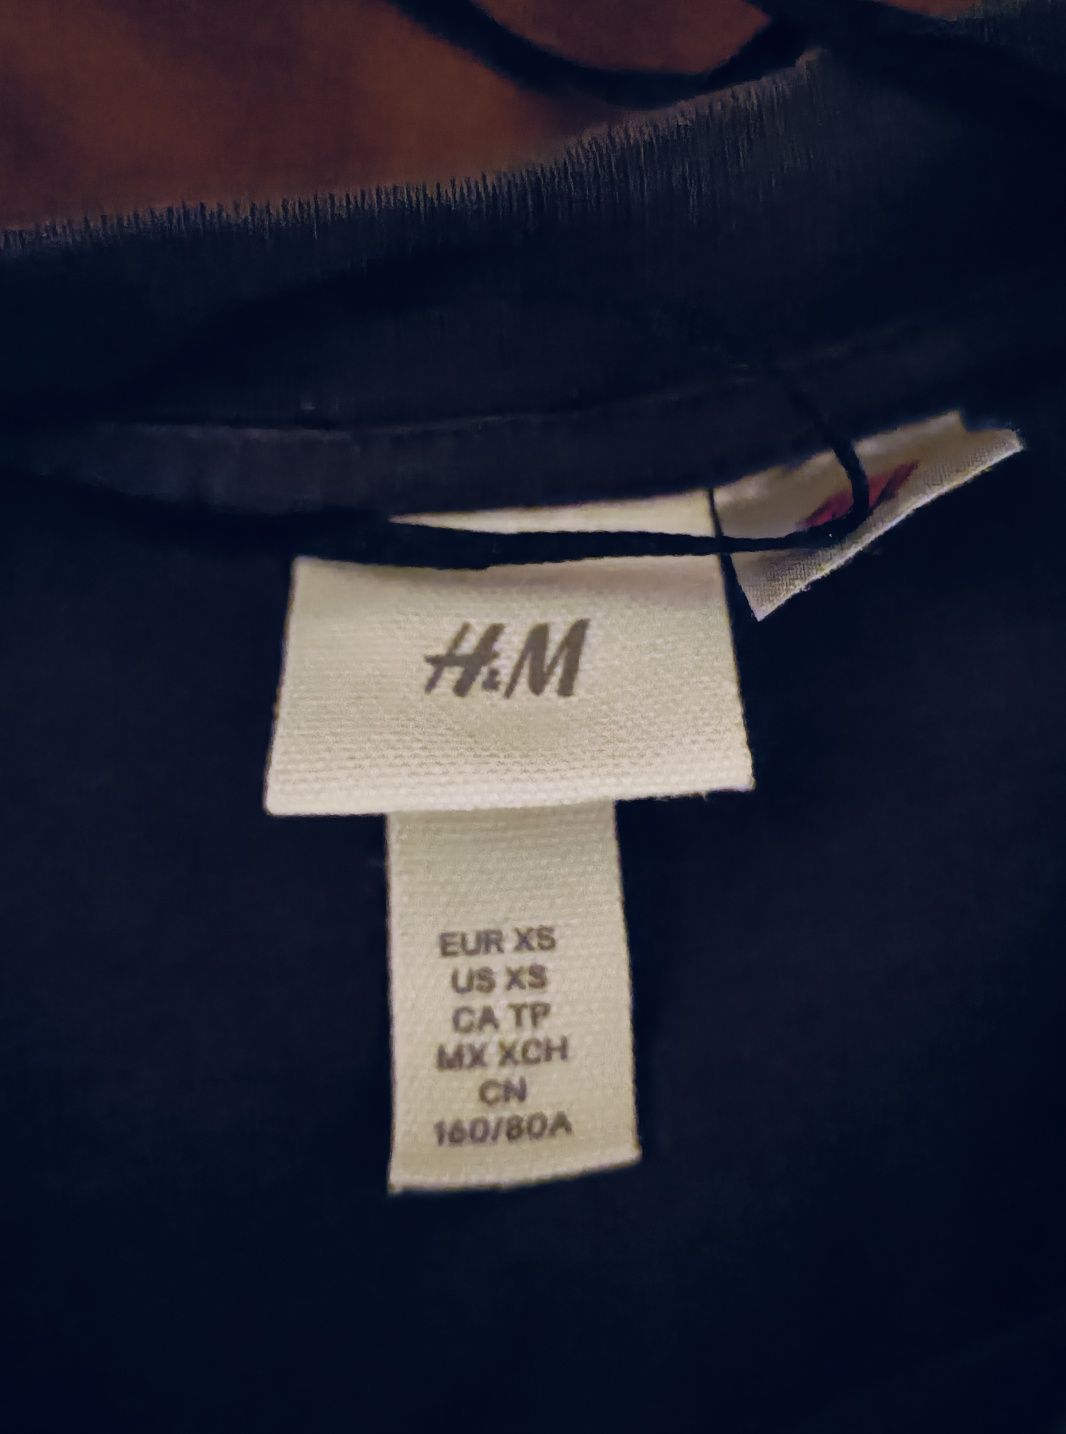 H&M
EUR XS
US XS
CA TP
MX XCH
CN
160/80A